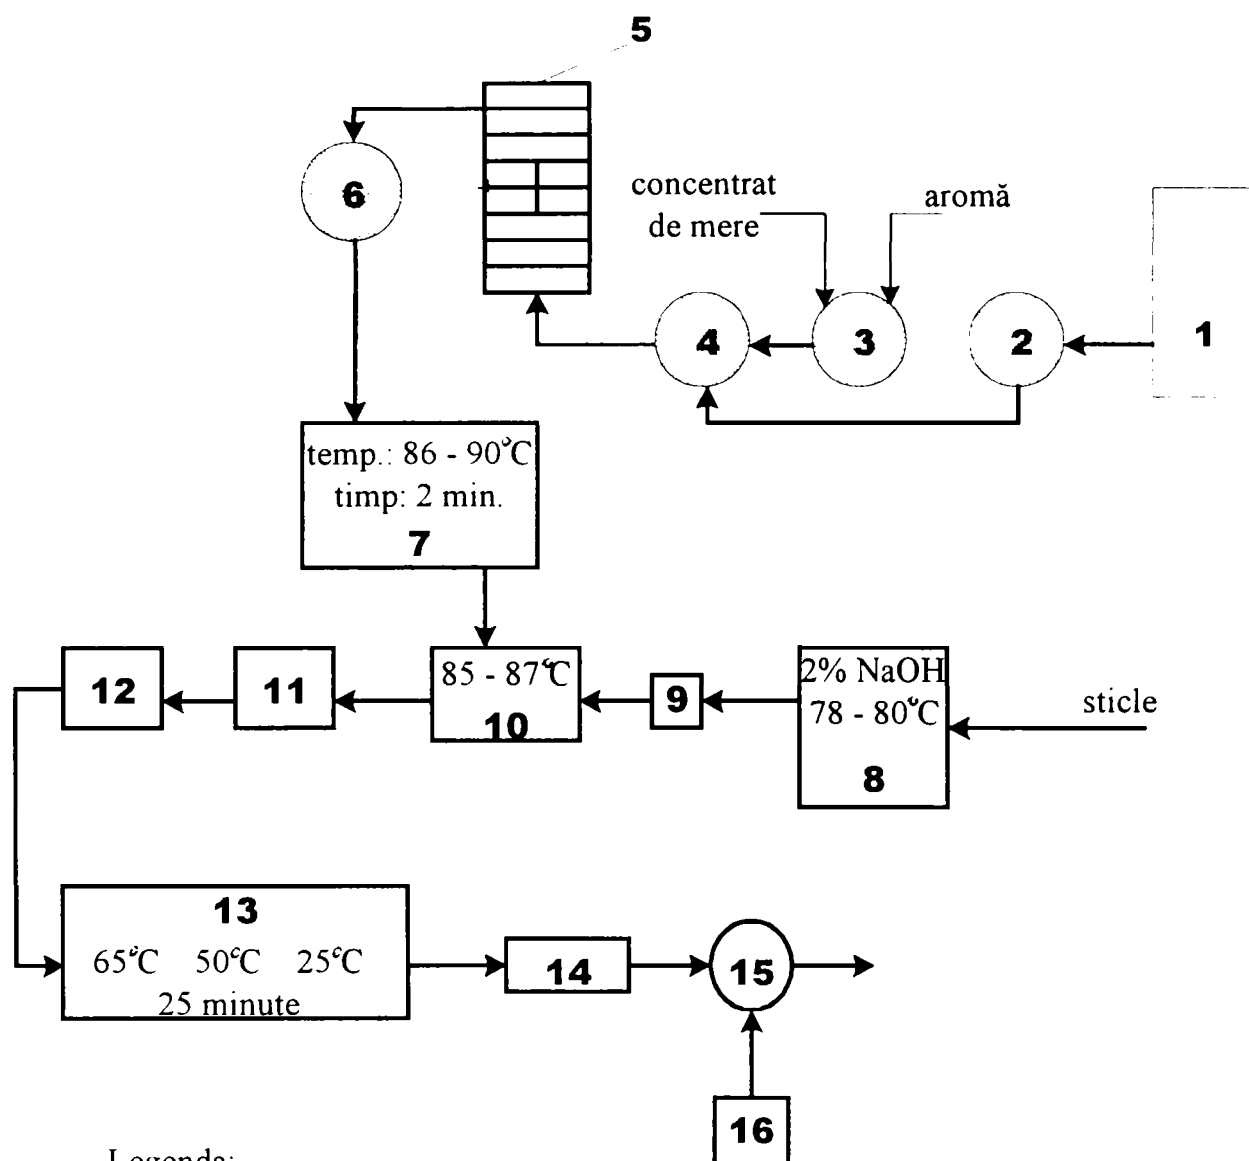 5
6
concentrat
de mere
aromă
4
3
2
1
temp.: 86 - 90°C
timp: 2 min.
7
12
11
85 - 87°C
10
9
2% NaOH
78 - 80°C
8
sticle
13
65°C 50°C 25°C
25 minute
14
15
16
Legenda: